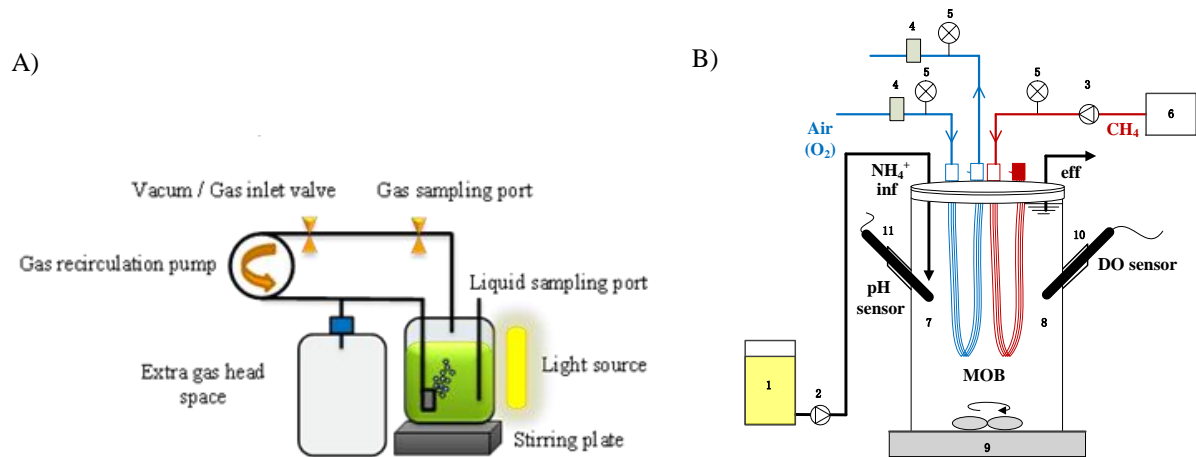 A)
Vacum / Gas inlet valve
Gas sampling port
Gas recirculation pump
Liquid sampling port
Extra gas head
space
Light source
Stirring plate
B)
4
5
4
5
5
3
6
Air
(O₂)
CH₄
NH₄⁺
inf
eff
11
10
pH
sensor
DO sensor
7
8
MOB
1
2
9